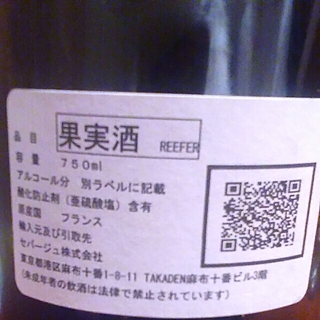 品目 果実酒 REEFER
容量 750ml
アルコール分 別ラベルに記載
酸化防止剤（亜硫酸塩）含有
原産国 フランス
輸入元及び引取先
セパージュ株式会社
東京都港区麻布十番1-8-11 TAKADEN麻布十番ビル3階
(未成年者の飲酒は法律で禁止されています)